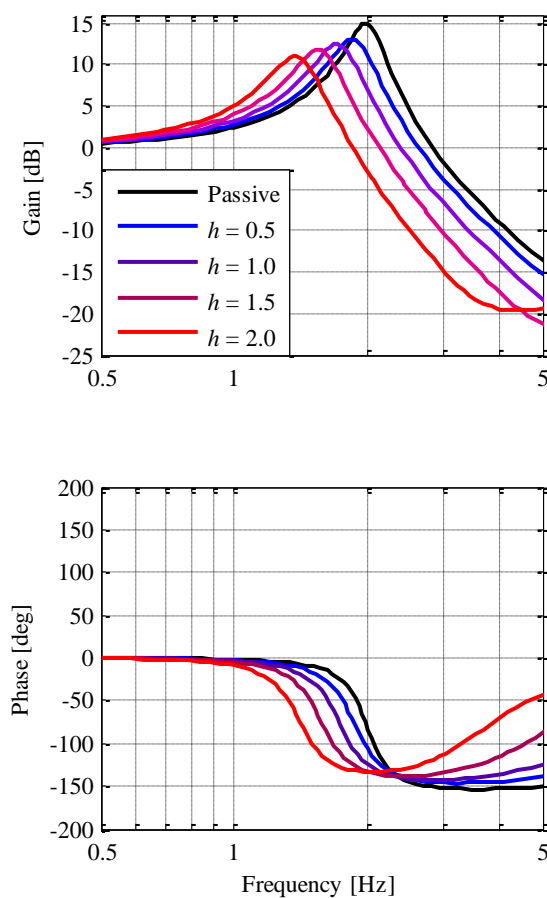 15
10
5
0
-5
-10
-15
-20
-25
Gain [dB]
Passive
h = 0.5
h = 1.0
h = 1.5
h = 2.0
0.5 1 5
200
150
100
50
0
-50
-100
-150
-200
Phase [deg]
0.5 1 2 5
Frequency [Hz]